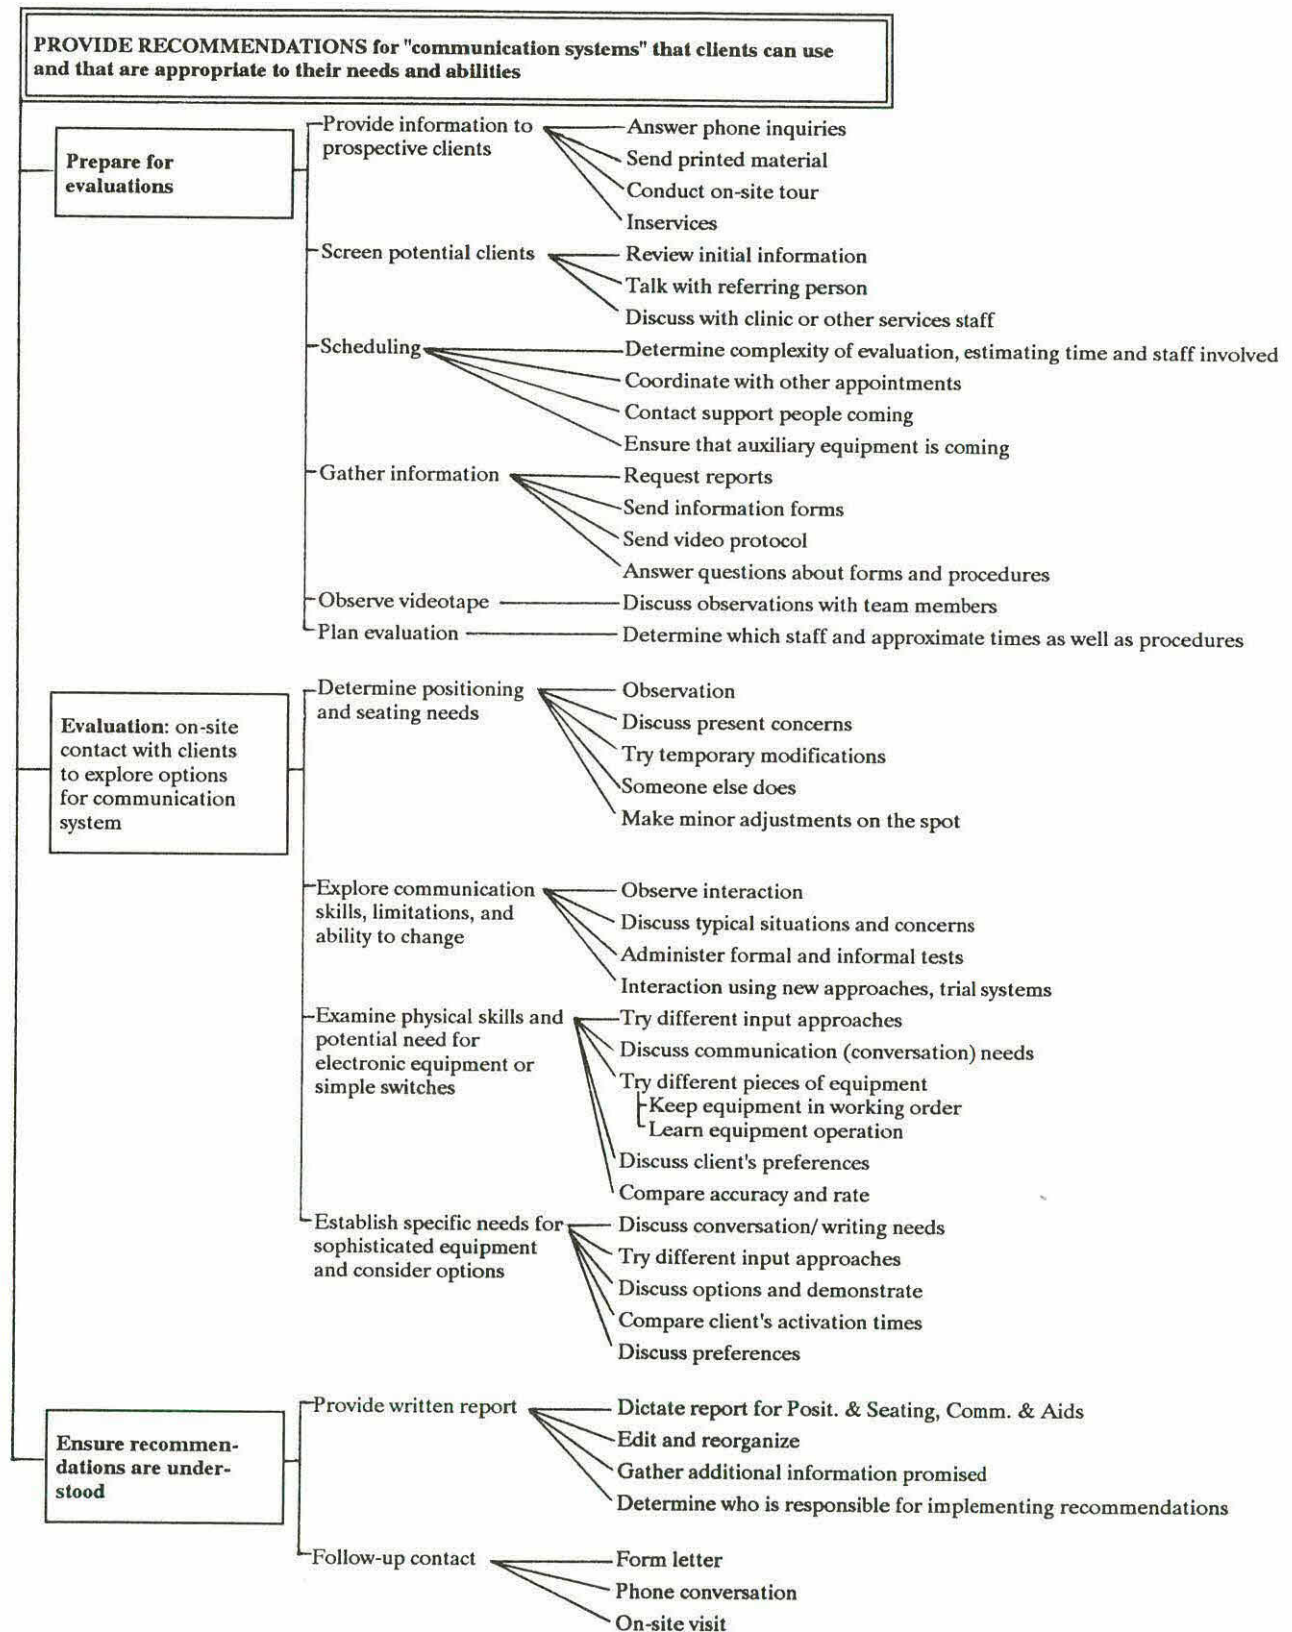 PROVIDE RECOMMENDATIONS for "communication systems" that clients can use
and that are appropriate to their needs and abilities
Prepare for
evaluations
Provide information to
prospective clients
Answer phone inquiries
Send printed material
Conduct on-site tour
Inservices
Screen potential clients
Review initial information
Talk with referring person
Discuss with clinic or other services staff
Scheduling
Determine complexity of evaluation, estimating time and staff involved
Coordinate with other appointments
Contact support people coming
Ensure that auxiliary equipment is coming
Gather information
Request reports
Send information forms
Send video protocol
Answer questions about forms and procedures
Observe videotape
Discuss observations with team members
Plan evaluation
Determine which staff and approximate times as well as procedures
Evaluation: on-site
contact with clients
to explore options
for communication
system
Determine positioning
and seating needs
Observation
Discuss present concerns
Try temporary modifications
Someone else does
Make minor adjustments on the spot
Explore communication
skills, limitations, and
ability to change
Observe interaction
Discuss typical situations and concerns
Administer formal and informal tests
Interaction using new approaches, trial systems
Examine physical skills and
potential need for
electronic equipment or
simple switches
Try different input approaches
Discuss communication (conversation) needs
Try different pieces of equipment
Keep equipment in working order
Learn equipment operation
Discuss client's preferences
Compare accuracy and rate
Establish specific needs for
sophisticated equipment
and consider options
Discuss conversation/ writing needs
Try different input approaches
Discuss options and demonstrate
Compare client's activation times
Discuss preferences
Ensure recommen-
dations are under-
stood
Provide written report
Dictate report for Posit. & Seating, Comm. & Aids
Edit and reorganize
Gather additional information promised
Determine who is responsible for implementing recommendations
Follow-up contact
Form letter
Phone conversation
On-site visit